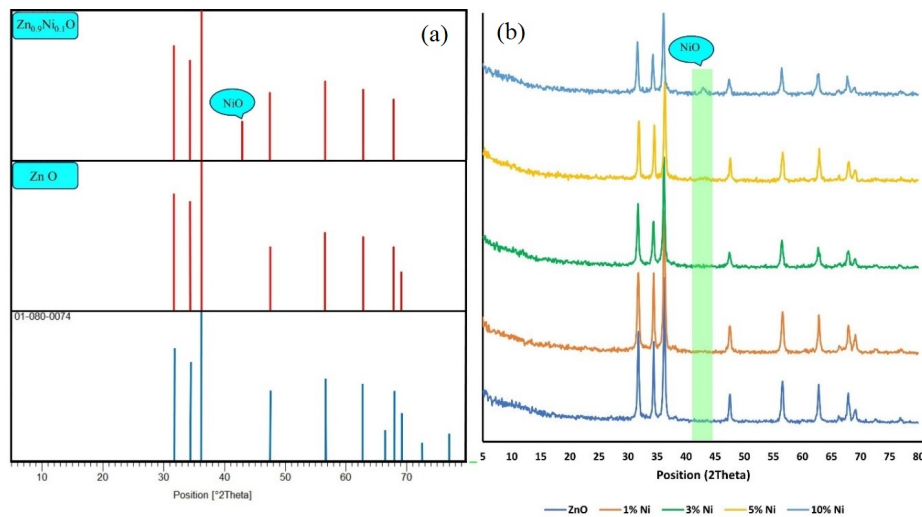 Zn0.9Ni0.1O
(a)
NiO
Zn O
01-080-0074
10 20 30 40 50 60 70
Position [°2Theta]
(b)
NiO
5 10 15 20 25 30 35 40 45 50 55 60 65 70 75 80
Position (2Theta)
ZnO 1% Ni 3% Ni 5% Ni 10% Ni